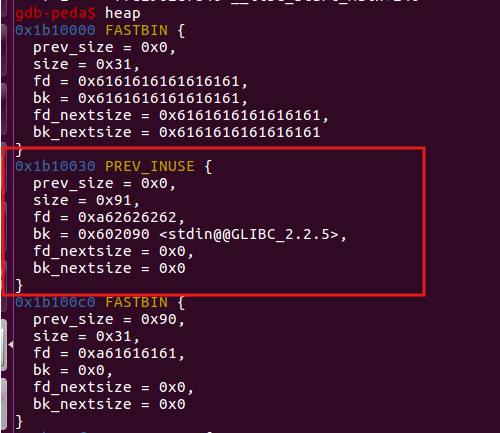 gdb-peda$ heap
0x1b10000 FASTBIN {
prev_size = 0x0,
size = 0x31,
fd = 0x6161616161616161,
bk = 0x6161616161616161,
fd_nextsize = 0x6161616161616161,
bk_nextsize = 0x6161616161616161
}
0x1b10030 PREV_INUSE {
prev_size = 0x0,
size = 0x91,
fd = 0xa62626262,
bk = 0x602090 <stdin@@GLIBC_2.2.5>,
fd_nextsize = 0x0,
bk_nextsize = 0x0
}
0x1b100c0 FASTBIN {
prev_size = 0x90,
size = 0x31,
fd = 0xa61616161,
bk = 0x0,
fd_nextsize = 0x0,
bk_nextsize = 0x0
}